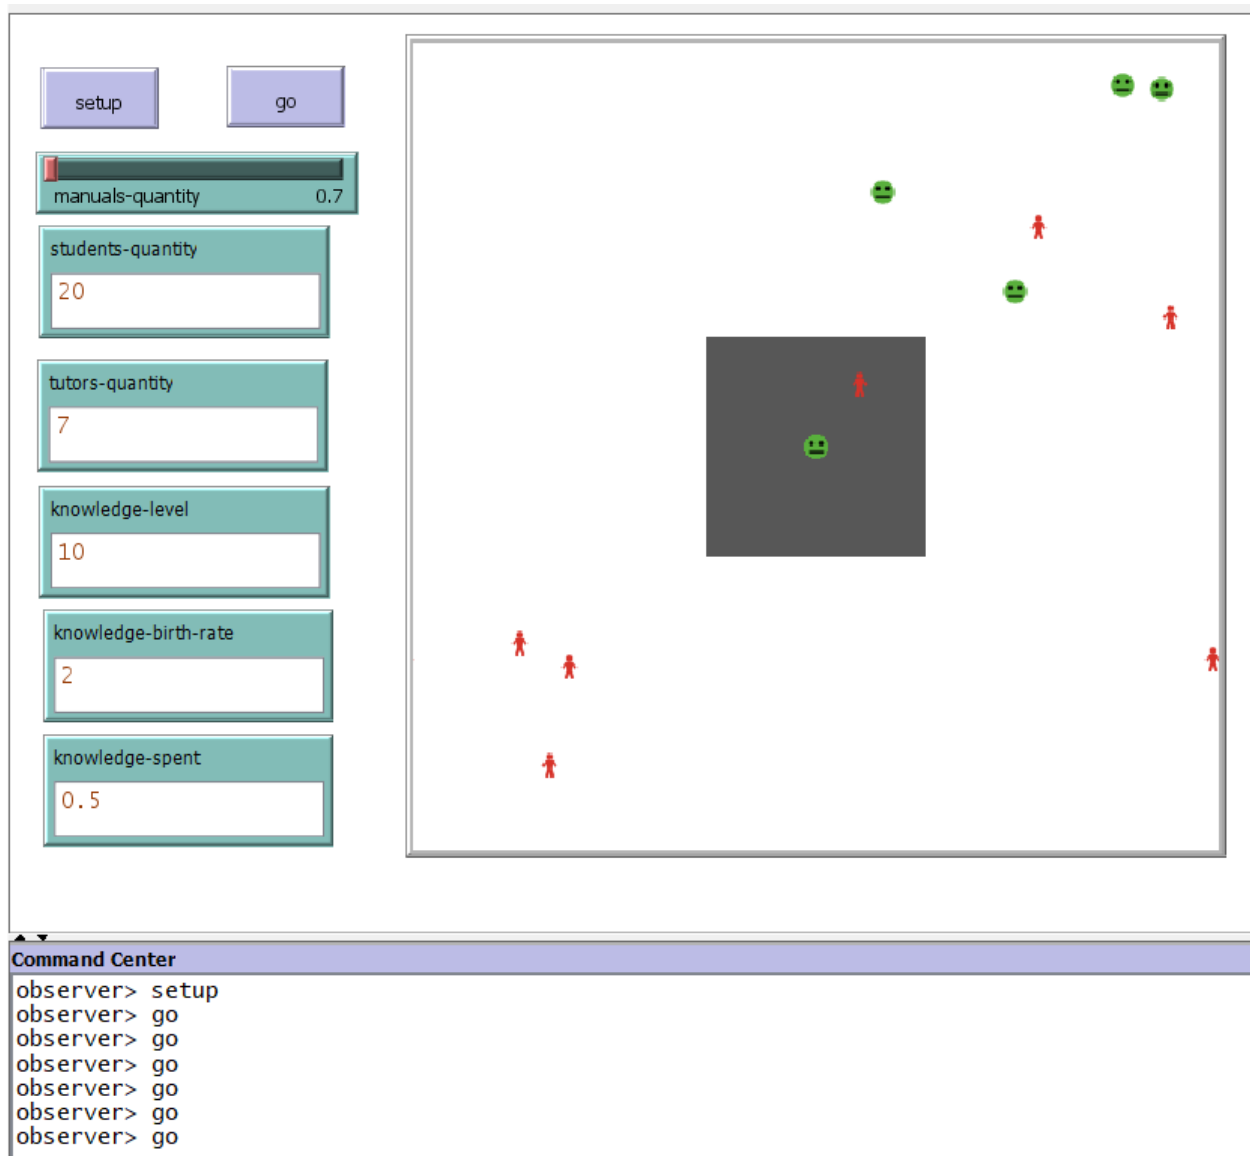 setup
go
manuals-quantity 0.7
students-quantity
20
tutors-quantity
7
knowledge-level
10
knowledge-birth-rate
2
knowledge-spent
0.5
Command Center
observer> setup
observer> go
observer> go
observer> go
observer> go
observer> go
observer> go